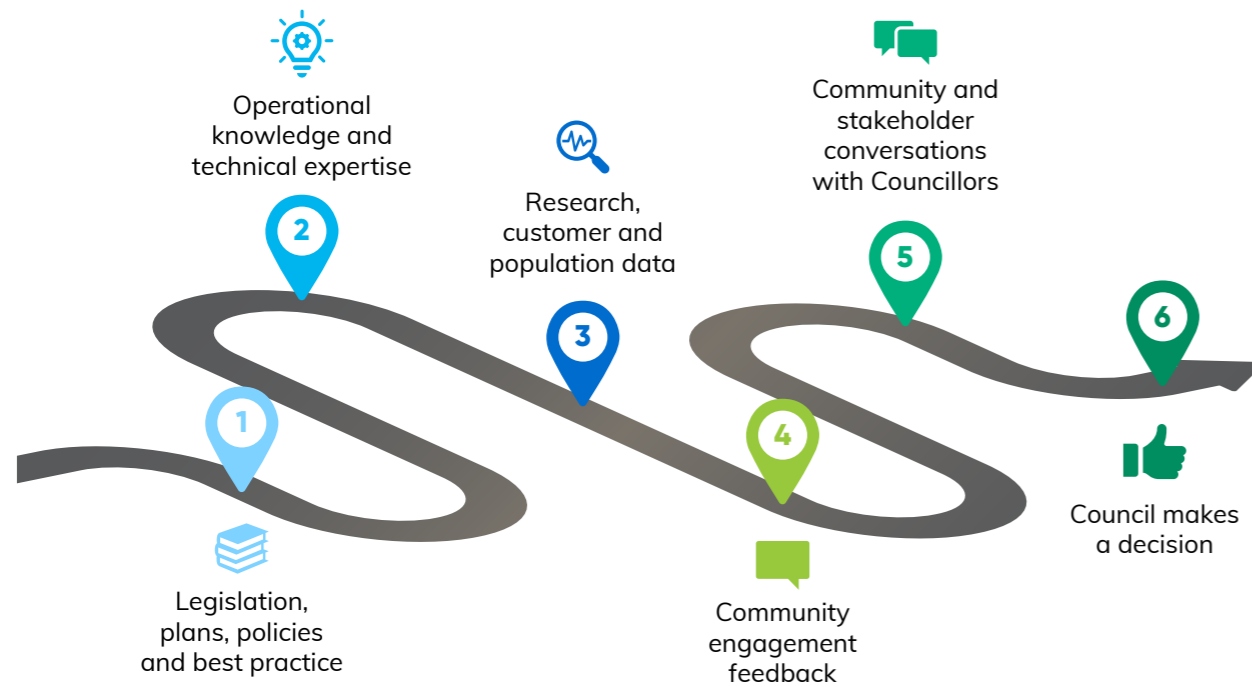 1
Legislation,
plans, policies
and best practice
2
Operational
knowledge and
technical expertise
3
Research,
customer and
population data
4
Community
engagement
feedback
5
Community and
stakeholder
conversations
with Councillors
6
Council makes
a decision